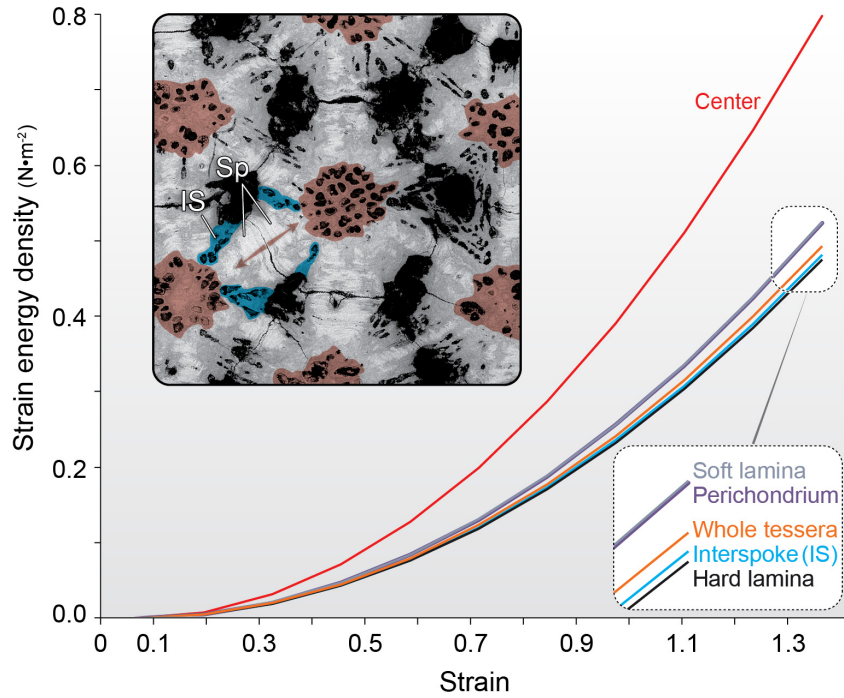 0.8
0.6
0.4
0.2
0.0
Strain energy density (N•m⁻²)
IS
Sp
Center
Soft lamina
Perichondrium
Whole tessera
Interspoke (IS)
Hard lamina
0 0.1 0.3 0.5 0.7 0.9 1.1 1.3
Strain